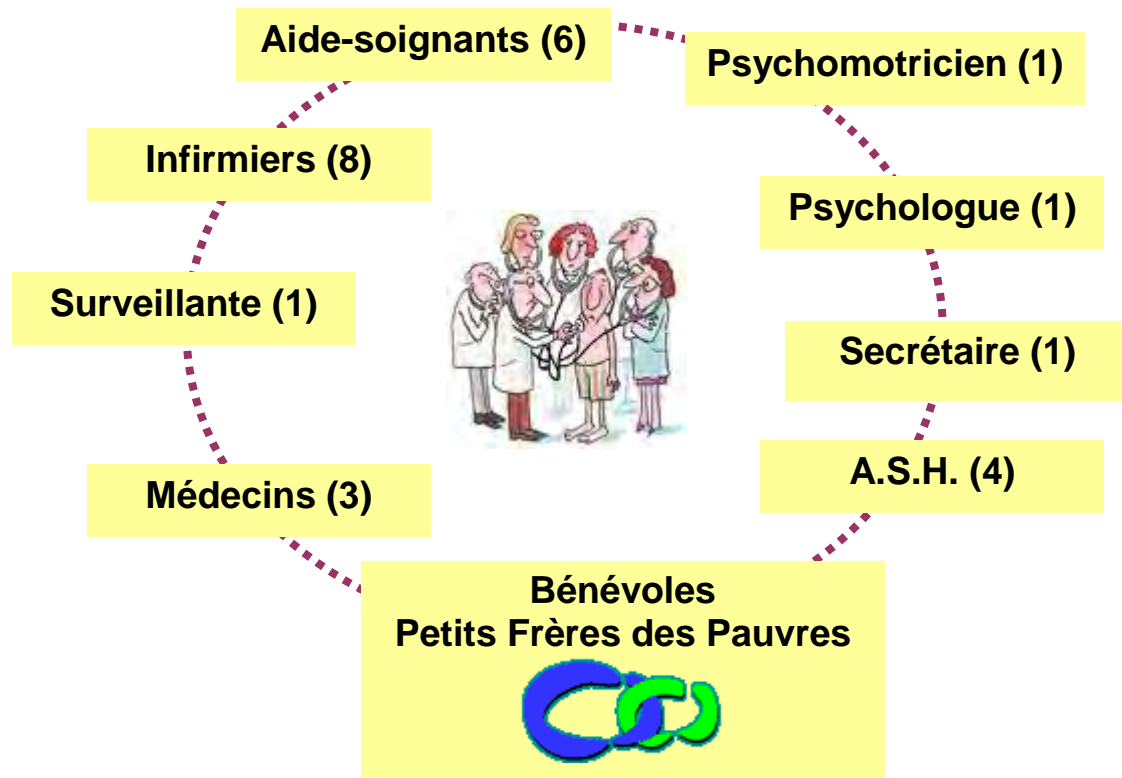 Aide-soignants (6)
Psychomotricien (1)
Infirmiers (8)
Psychologue (1)
Surveillante (1)
Secrétaire (1)
Médecins (3)
A.S.H. (4)
Bénévoles
Petits Frères des Pauvres